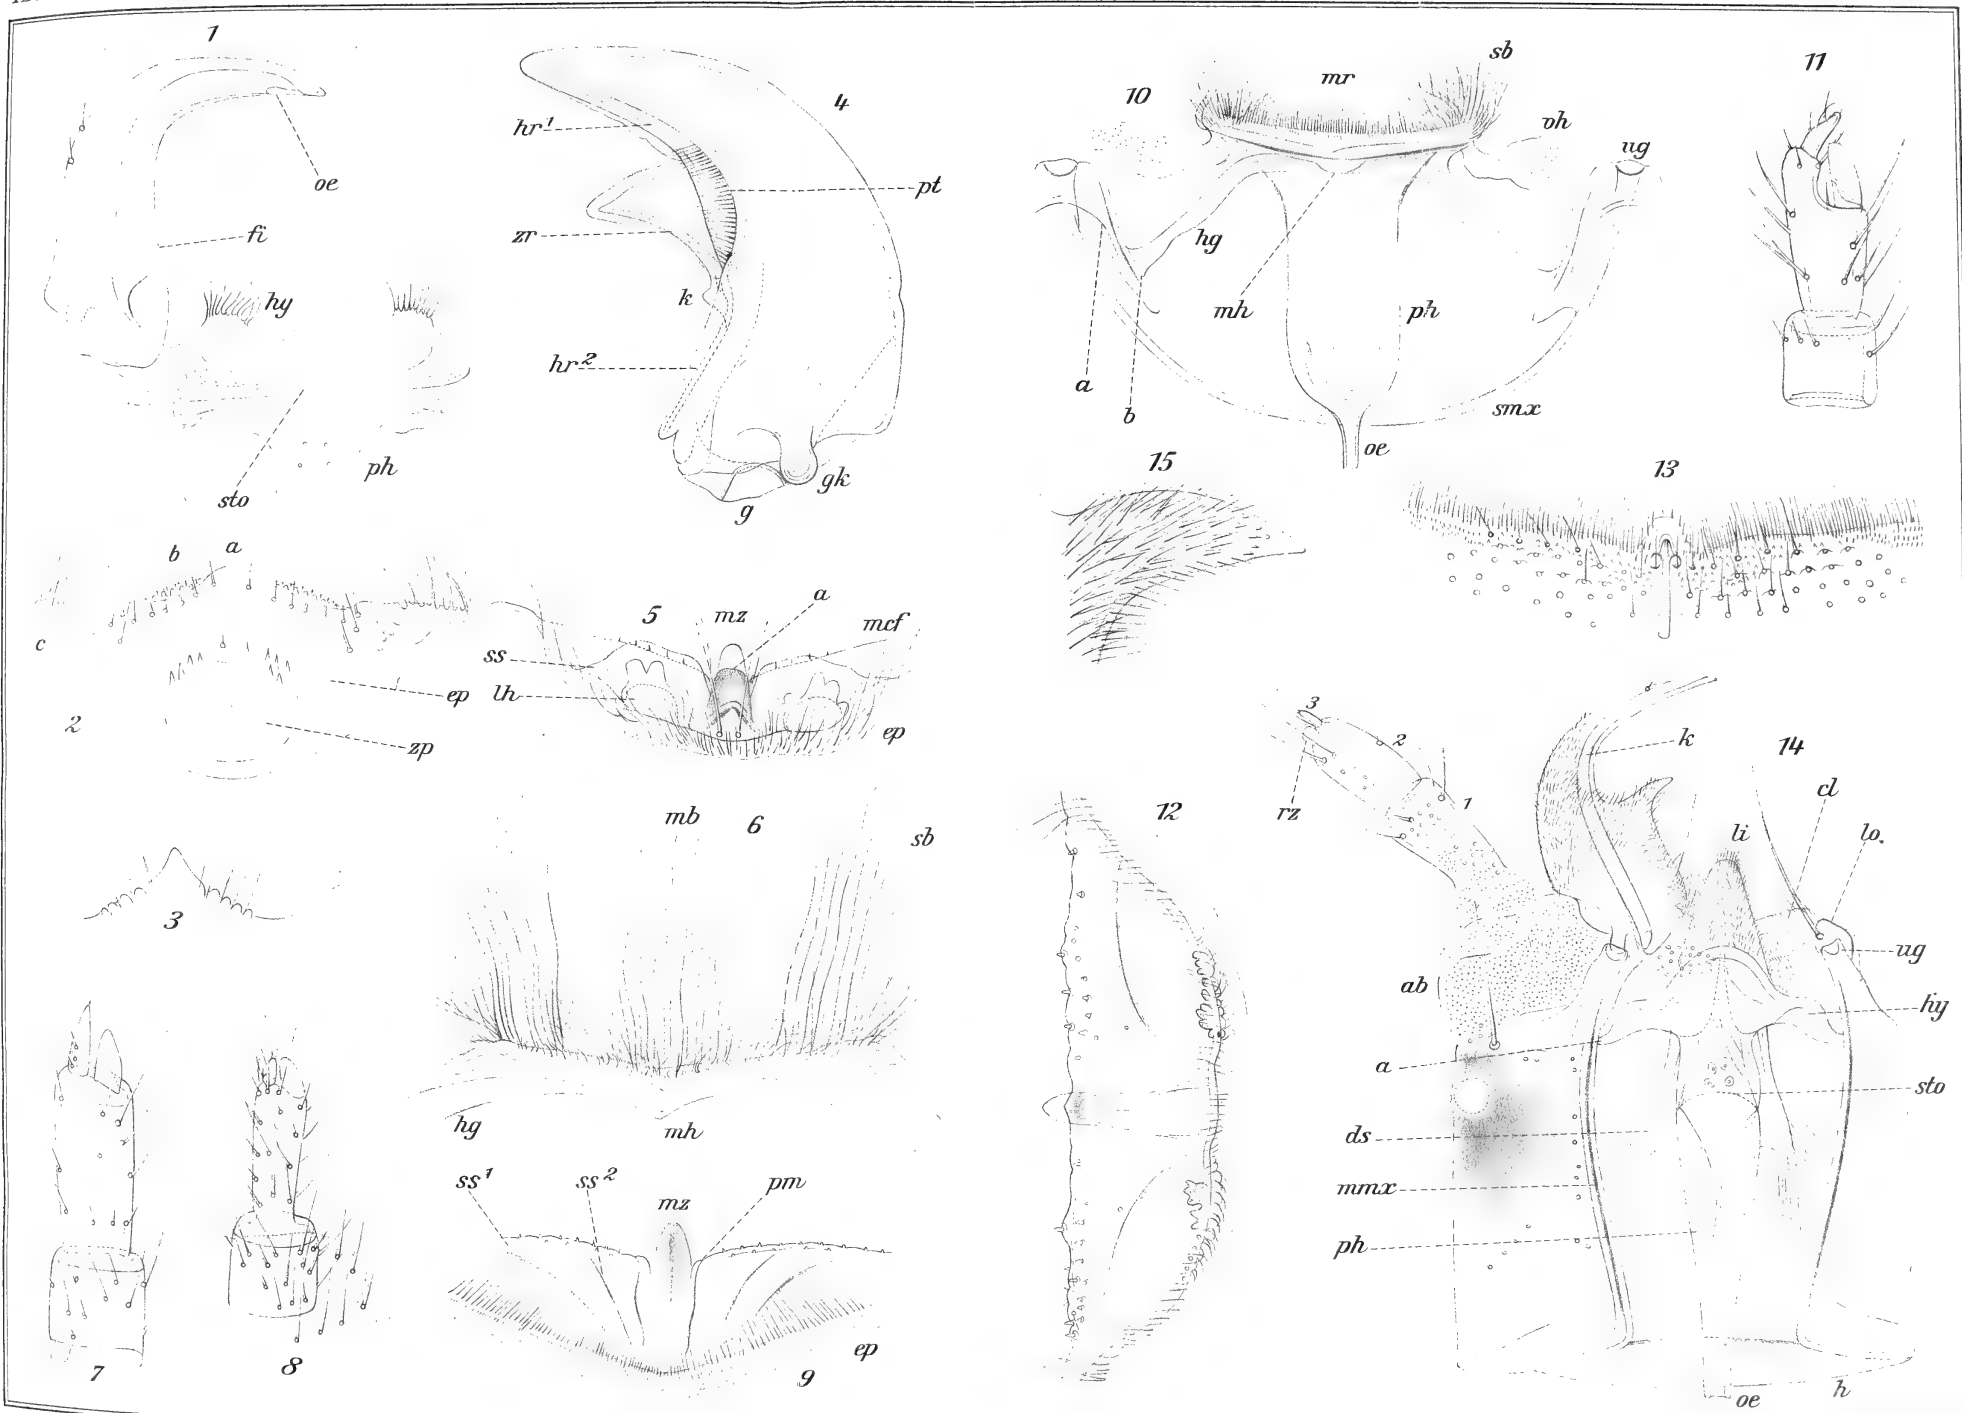 1
oe
fi
hy
sto
ph
4
hr¹
pt
zr
k
hr²
gk
g
10
mr
sb
oh
ug
hg
mh
ph
a
b
smx
oe
11
15
13
b
a
c
2
ep
zp
5
mz
a
mcf
ss
lh
ep
3
mb
6
sb
hg
mh
7
8
ss¹
ss²
mz
pm
ep
9
12
3
2
1
rz
k
14
cl
li
lo.
ug
ab
hy
a
sto
ds
mmx
ph
oe
h